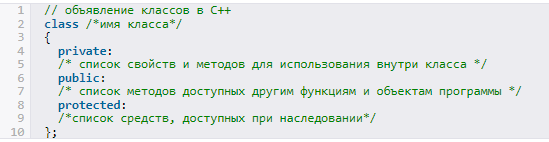 1 // объявление классов в C++
2 class /*имя класса*/
3 {
4 private:
5 /* список свойств и методов для использования внутри класса */
6 public:
7 /* список методов доступных другим функциям и объектам программы */
8 protected:
9 /*список средств, доступных при наследовании*/
10 };